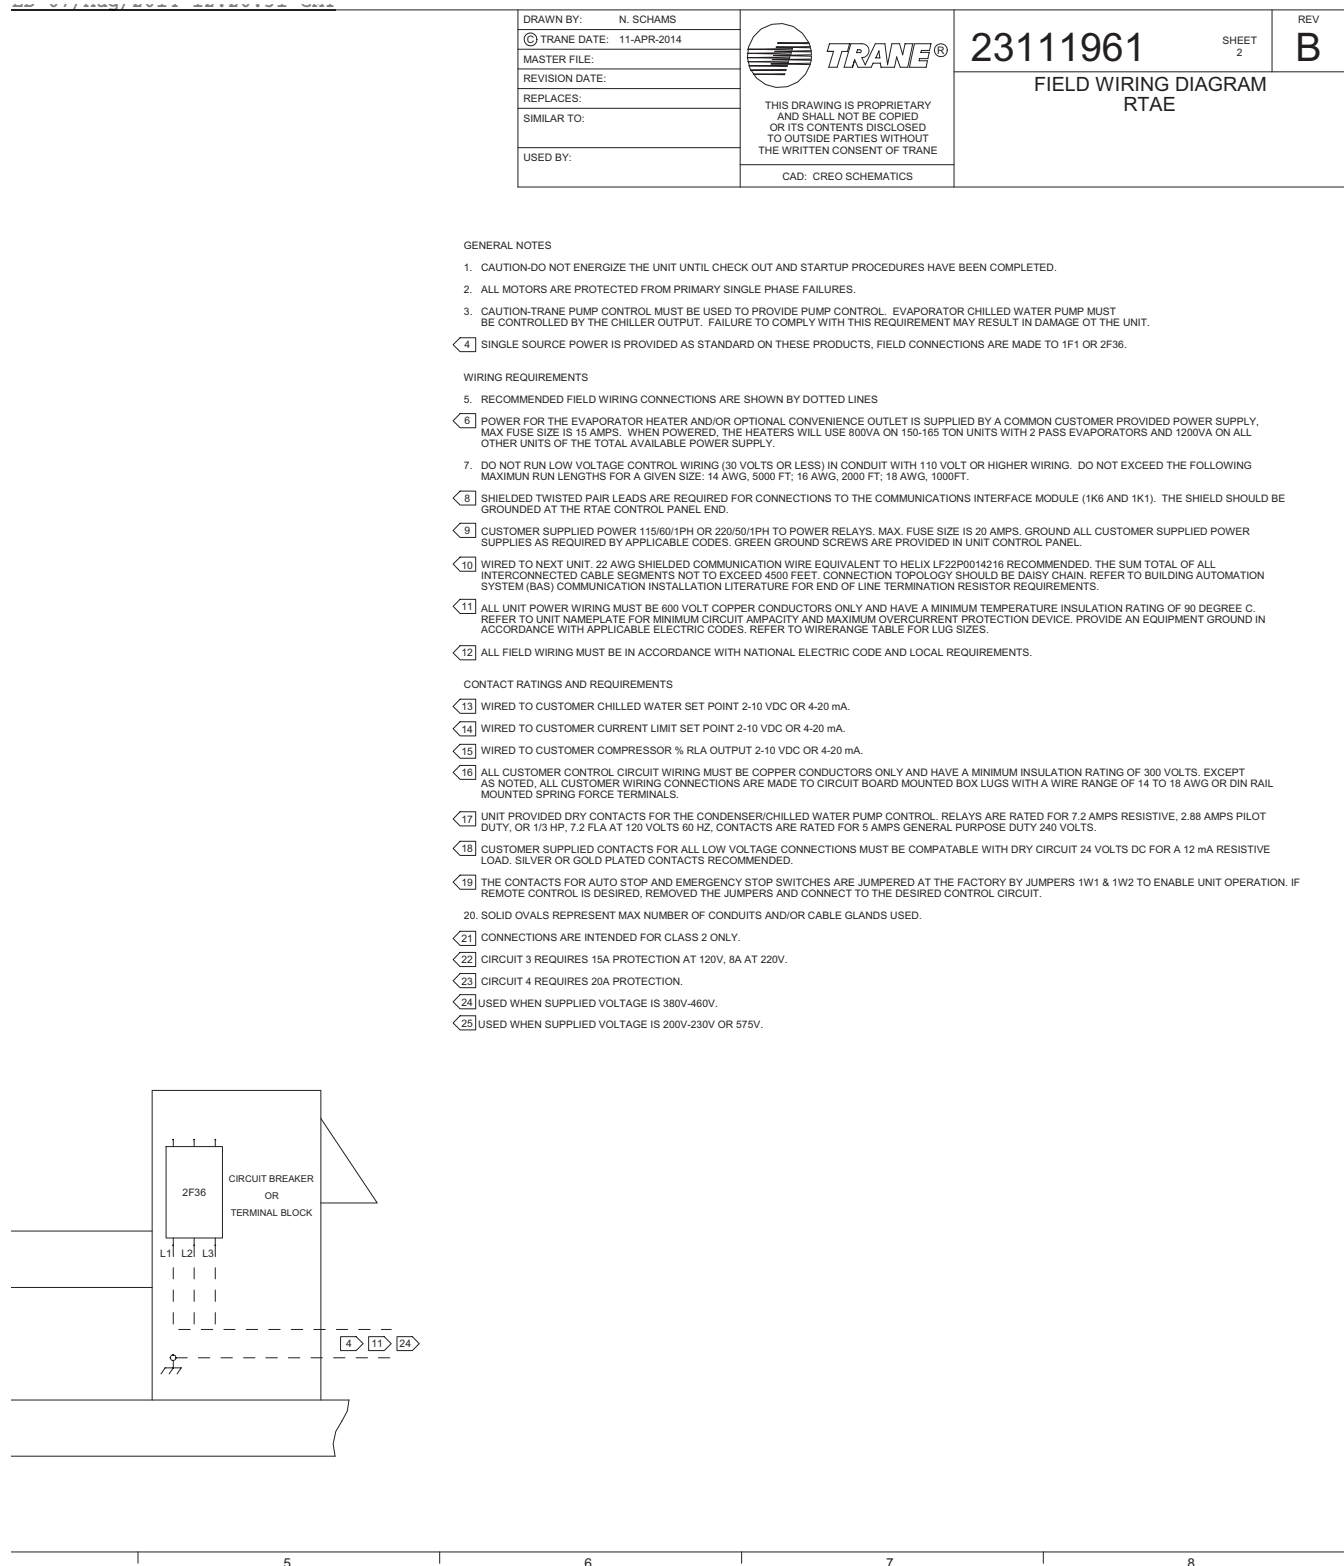 DRAWN BY: N. SCHAMS
© TRANE DATE: 11-APR-2014
MASTER FILE:
REVISION DATE:
REPLACES:
SIMILAR TO:
USED BY:
TRANE®
THIS DRAWING IS PROPRIETARY
AND SHALL NOT BE COPIED
OR ITS CONTENTS DISCLOSED
TO OUTSIDE PARTIES WITHOUT
THE WRITTEN CONSENT OF TRANE
CAD: CREO SCHEMATICS
23111961
SHEET
2
REV
B
FIELD WIRING DIAGRAM
RTAE
GENERAL NOTES
1. CAUTION-DO NOT ENERGIZE THE UNIT UNTIL CHECK OUT AND STARTUP PROCEDURES HAVE BEEN COMPLETED.
2. ALL MOTORS ARE PROTECTED FROM PRIMARY SINGLE PHASE FAILURES.
3. CAUTION-TRANE PUMP CONTROL MUST BE USED TO PROVIDE PUMP CONTROL. EVAPORATOR CHILLED WATER PUMP MUST
BE CONTROLLED BY THE CHILLER OUTPUT. FAILURE TO COMPLY WITH THIS REQUIREMENT MAY RESULT IN DAMAGE OT THE UNIT.
4 SINGLE SOURCE POWER IS PROVIDED AS STANDARD ON THESE PRODUCTS, FIELD CONNECTIONS ARE MADE TO 1F1 OR 2F36.
WIRING REQUIREMENTS
5. RECOMMENDED FIELD WIRING CONNECTIONS ARE SHOWN BY DOTTED LINES
6 POWER FOR THE EVAPORATOR HEATER AND/OR OPTIONAL CONVENIENCE OUTLET IS SUPPLIED BY A COMMON CUSTOMER PROVIDED POWER SUPPLY,
MAX FUSE SIZE IS 15 AMPS. WHEN POWERED, THE HEATERS WILL USE 800VA ON 150-165 TON UNITS WITH 2 PASS EVAPORATORS AND 1200VA ON ALL
OTHER UNITS OF THE TOTAL AVAILABLE POWER SUPPLY.
7. DO NOT RUN LOW VOLTAGE CONTROL WIRING (30 VOLTS OR LESS) IN CONDUIT WITH 110 VOLT OR HIGHER WIRING. DO NOT EXCEED THE FOLLOWING
MAXIMUN RUN LENGTHS FOR A GIVEN SIZE: 14 AWG, 5000 FT; 16 AWG, 2000 FT; 18 AWG, 1000FT.
8 SHIELDED TWISTED PAIR LEADS ARE REQUIRED FOR CONNECTIONS TO THE COMMUNICATIONS INTERFACE MODULE (1K6 AND 1K1). THE SHIELD SHOULD BE
GROUNDED AT THE RTAE CONTROL PANEL END.
9 CUSTOMER SUPPLIED POWER 115/60/1PH OR 220/50/1PH TO POWER RELAYS. MAX. FUSE SIZE IS 20 AMPS. GROUND ALL CUSTOMER SUPPLIED POWER
SUPPLIES AS REQUIRED BY APPLICABLE CODES. GREEN GROUND SCREWS ARE PROVIDED IN UNIT CONTROL PANEL.
10 WIRED TO NEXT UNIT. 22 AWG SHIELDED COMMUNICATION WIRE EQUIVALENT TO HELIX LF22P0014216 RECOMMENDED. THE SUM TOTAL OF ALL
INTERCONNECTED CABLE SEGMENTS NOT TO EXCEED 4500 FEET. CONNECTION TOPOLOGY SHOULD BE DAISY CHAIN. REFER TO BUILDING AUTOMATION
SYSTEM (BAS) COMMUNICATION INSTALLATION LITERATURE FOR END OF LINE TERMINATION RESISTOR REQUIREMENTS.
11 ALL UNIT POWER WIRING MUST BE 600 VOLT COPPER CONDUCTORS ONLY AND HAVE A MINIMUM TEMPERATURE INSULATION RATING OF 90 DEGREE C.
REFER TO UNIT NAMEPLATE FOR MINIMUM CIRCUIT AMPACITY AND MAXIMUM OVERCURRENT PROTECTION DEVICE. PROVIDE AN EQUIPMENT GROUND IN
ACCORDANCE WITH APPLICABLE ELECTRIC CODES. REFER TO WIRERANGE TABLE FOR LUG SIZES.
12 ALL FIELD WIRING MUST BE IN ACCORDANCE WITH NATIONAL ELECTRIC CODE AND LOCAL REQUIREMENTS.
CONTACT RATINGS AND REQUIREMENTS
13 WIRED TO CUSTOMER CHILLED WATER SET POINT 2-10 VDC OR 4-20 mA.
14 WIRED TO CUSTOMER CURRENT LIMIT SET POINT 2-10 VDC OR 4-20 mA.
15 WIRED TO CUSTOMER COMPRESSOR % RLA OUTPUT 2-10 VDC OR 4-20 mA.
16 ALL CUSTOMER CONTROL CIRCUIT WIRING MUST BE COPPER CONDUCTORS ONLY AND HAVE A MINIMUM INSULATION RATING OF 300 VOLTS. EXCEPT
AS NOTED, ALL CUSTOMER WIRING CONNECTIONS ARE MADE TO CIRCUIT BOARD MOUNTED BOX LUGS WITH A WIRE RANGE OF 14 TO 18 AWG OR DIN RAIL
MOUNTED SPRING FORCE TERMINALS.
17 UNIT PROVIDED DRY CONTACTS FOR THE CONDENSER/CHILLED WATER PUMP CONTROL. RELAYS ARE RATED FOR 7.2 AMPS RESISTIVE, 2.88 AMPS PILOT
DUTY, OR 1/3 HP, 7.2 FLA AT 120 VOLTS 60 HZ, CONTACTS ARE RATED FOR 5 AMPS GENERAL PURPOSE DUTY 240 VOLTS.
18 CUSTOMER SUPPLIED CONTACTS FOR ALL LOW VOLTAGE CONNECTIONS MUST BE COMPATABLE WITH DRY CIRCUIT 24 VOLTS DC FOR A 12 mA RESISTIVE
LOAD. SILVER OR GOLD PLATED CONTACTS RECOMMENDED.
19 THE CONTACTS FOR AUTO STOP AND EMERGENCY STOP SWITCHES ARE JUMPERED AT THE FACTORY BY JUMPERS 1W1 & 1W2 TO ENABLE UNIT OPERATION. IF
REMOTE CONTROL IS DESIRED, REMOVED THE JUMPERS AND CONNECT TO THE DESIRED CONTROL CIRCUIT.
20. SOLID OVALS REPRESENT MAX NUMBER OF CONDUITS AND/OR CABLE GLANDS USED.
21 CONNECTIONS ARE INTENDED FOR CLASS 2 ONLY.
22 CIRCUIT 3 REQUIRES 15A PROTECTION AT 120V, 8A AT 220V.
23 CIRCUIT 4 REQUIRES 20A PROTECTION.
24 USED WHEN SUPPLIED VOLTAGE IS 380V-460V.
25 USED WHEN SUPPLIED VOLTAGE IS 200V-230V OR 575V.
2F36
CIRCUIT BREAKER
OR
TERMINAL BLOCK
L1 L2 L3
4 11 24
5 6 7 8